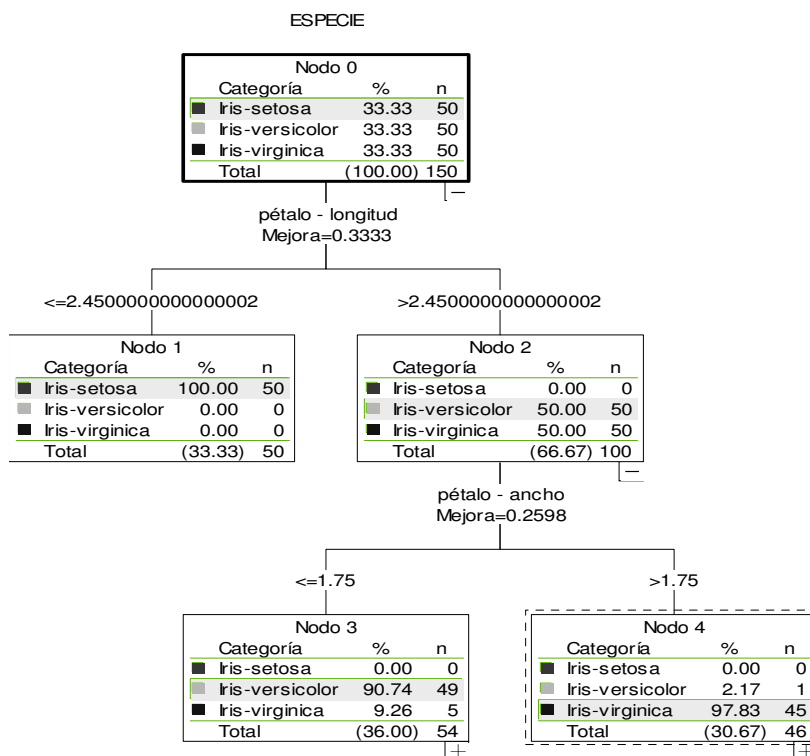 ESPECIE
Nodo 0
Categoría % n
Iris-setosa 33.33 50
Iris-versicolor 33.33 50
Iris-virginica 33.33 50
Total (100.00) 150
pétalo - longitud
Mejora=0.3333
<=2.4500000000000002 >2.4500000000000002
Nodo 1
Categoría % n
Iris-setosa 100.00 50
Iris-versicolor 0.00 0
Iris-virginica 0.00 0
Total (33.33) 50
Nodo 2
Categoría % n
Iris-setosa 0.00 0
Iris-versicolor 50.00 50
Iris-virginica 50.00 50
Total (66.67) 100
pétalo - ancho
Mejora=0.2598
<=1.75 >1.75
Nodo 3
Categoría % n
Iris-setosa 0.00 0
Iris-versicolor 90.74 49
Iris-virginica 9.26 5
Total (36.00) 54
Nodo 4
Categoría % n
Iris-setosa 0.00 0
Iris-versicolor 2.17 1
Iris-virginica 97.83 45
Total (30.67) 46